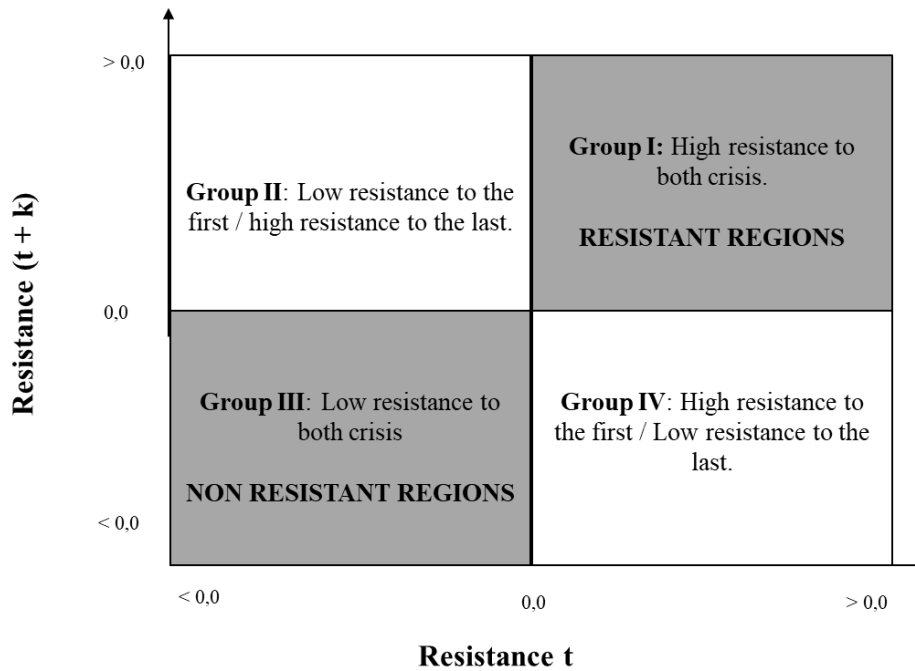 > 0,0
Group I: High resistance to
both crisis.
RESISTANT REGIONS
Group II: Low resistance to the
first / high resistance to the last.
Resistance (t + k)
0,0
Group III: Low resistance to
both crisis
NON RESISTANT REGIONS
Group IV: High resistance to
the first / Low resistance to the
last.
< 0,0
< 0,0
0,0
> 0,0
Resistance t